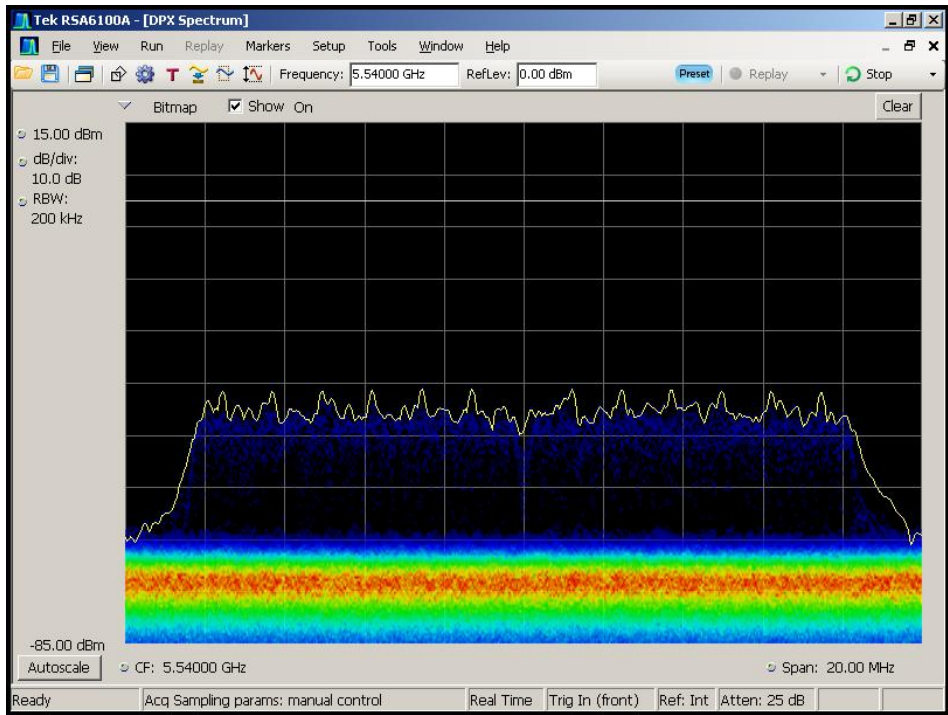 Tek RSA6100A - [DPX Spectrum]
File View Run Replay Markers Setup Tools Window Help
T Frequency: 5.54000 GHz RefLev: 0.00 dBm Preset Replay Stop
Bitmap Show On Clear
15.00 dBm
dB/div:
10.0 dB
RBW:
200 kHz
-85.00 dBm
Autoscale CF: 5.54000 GHz Span: 20.00 MHz
Ready Acq Sampling params: manual control Real Time Trig In (front) Ref: Int Atten: 25 dB